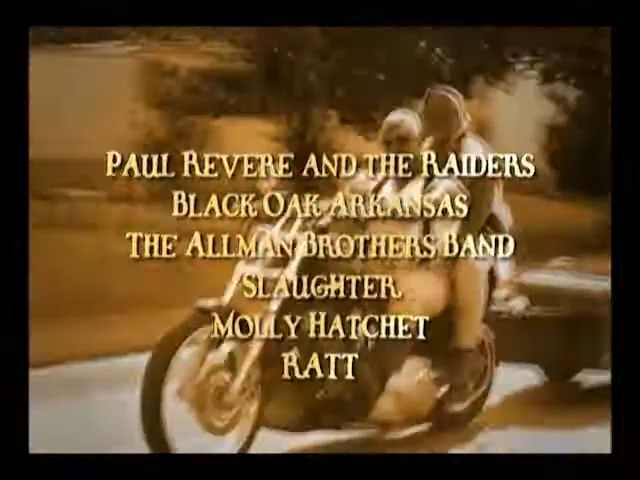 Paul Revere and the Raiders
Black Oak Arkansas
The Allman Brothers Band
Slaughter
Molly Hatchet
Ratt